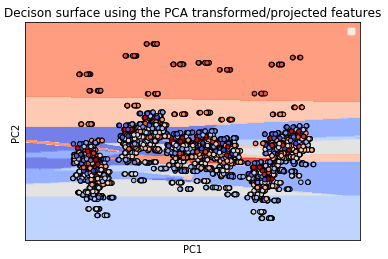 Decison surface using the PCA transformed/projected features
PC2
PC1